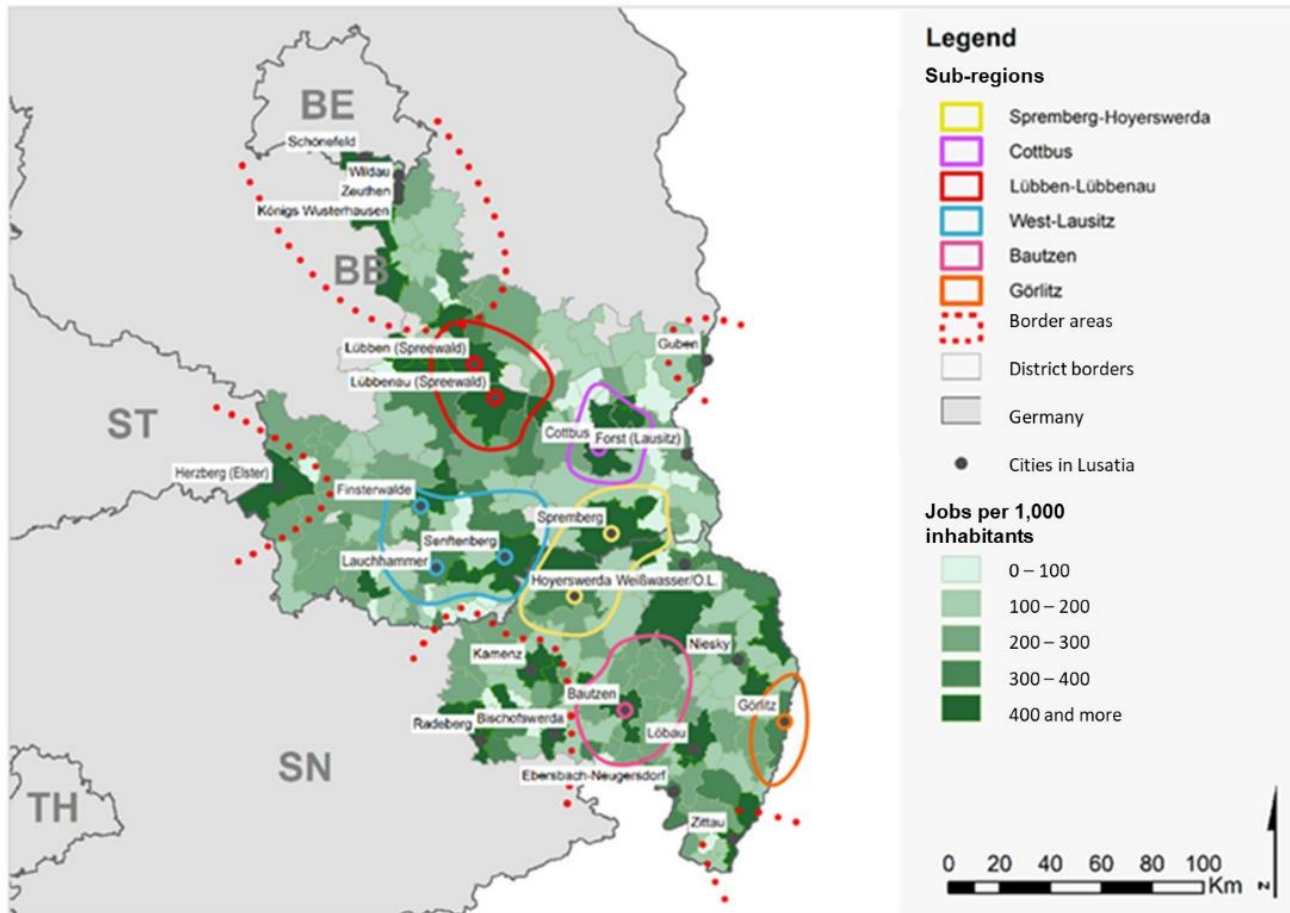 BE
Schönefeld
Wildau
Zeuthen
Königs Wusterhausen
BB
Lübben (Spreewald)
Lübbenau (Spreewald)
Guben
ST
Cottbus
Forst (Lausitz)
Herzberg (Elster)
Finsterwalde
Spremberg
Senftenberg
Lauchhammer
Hoyerswerda
Weißwasser/O.L.
Niesky
Kamenz
Bautzen
Görlitz
Radeberg
Bischofswerda
Löbau
SN
Ebersbach-Neugersdorf
TH
Zittau
Legend
Sub-regions
Spremberg-Hoyerswerda
Cottbus
Lübben-Lübbenau
West-Lausitz
Bautzen
Görlitz
Border areas
District borders
Germany
Cities in Lusatia
Jobs per 1,000
inhabitants
0 – 100
100 – 200
200 – 300
300 – 400
400 and more
0 20 40 60 80 100
Km
N